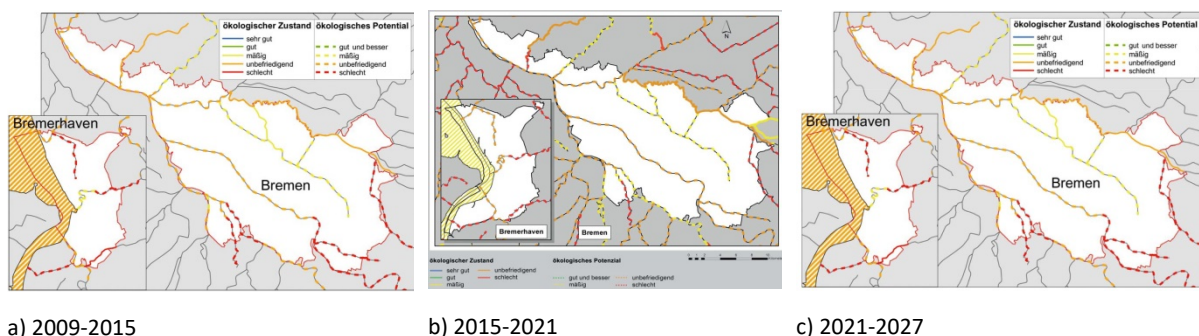 ökologischer Zustand
sehr gut
gut
mäßig
unbefriedigend
schlecht
ökologisches Potential
gut und besser
mäßig
unbefriedigend
schlecht
Bremerhaven
Bremen
a) 2009-2015
N
Bremerhaven
Bremen
ökologischer Zustand
sehr gut
gut
mäßig
unbefriedigend
schlecht
ökologisches Potenzial
gut und besser
mäßig
unbefriedigend
schlecht
b) 2015-2021
ökologischer Zustand
sehr gut
gut
mäßig
unbefriedigend
schlecht
ökologisches Potential
gut und besser
mäßig
unbefriedigend
schlecht
Bremerhaven
Bremen
c) 2021-2027